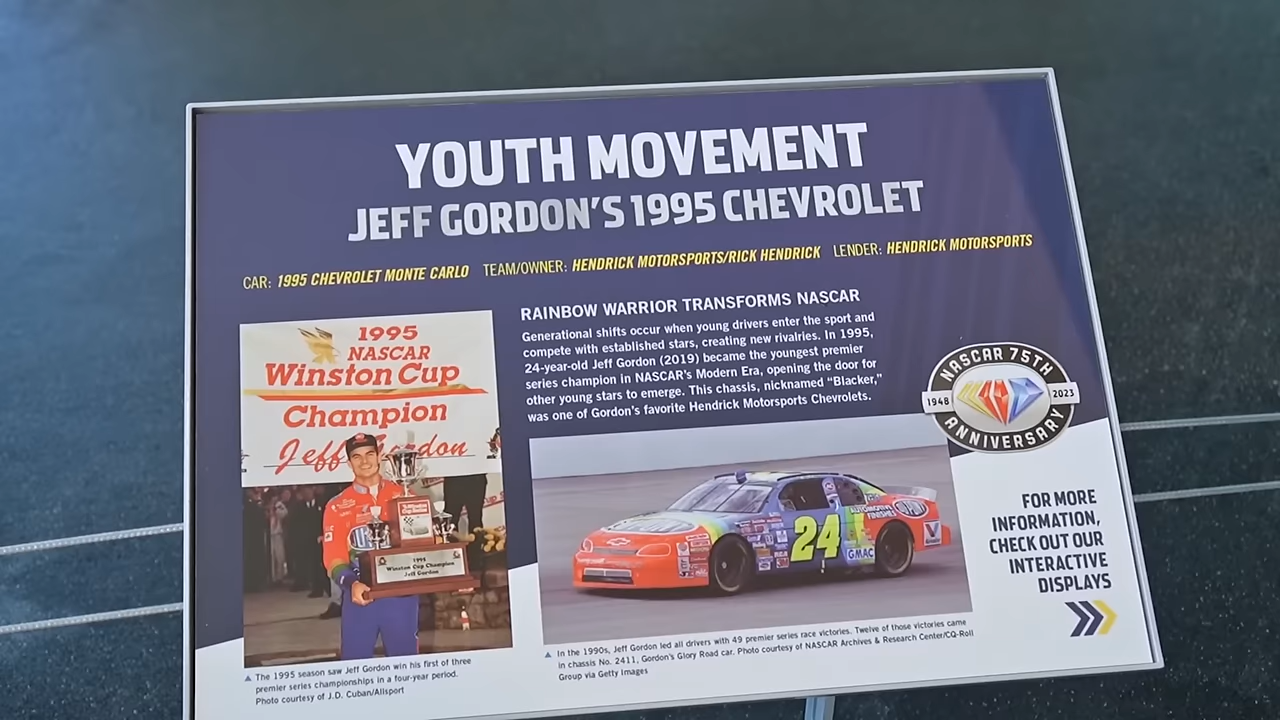 YOUTH MOVEMENT
JEFF GORDON'S 1995 CHEVROLET
CAR: 1995 CHEVROLET MONTE CARLO TEAM/OWNER: HENDRICK MOTORSPORTS/RICK HENDRICK LENDER: HENDRICK MOTORSPORTS
1995
NASCAR
Winston Cup
Champion
Jeff Gordon
1995
Winston Cup Champion
Jeff Gordon
▲ The 1995 season saw Jeff Gordon win his first of three
premier series championships in a four-year period.
Photo courtesy of J.D. Cuban/Allsport
RAINBOW WARRIOR TRANSFORMS NASCAR
Generational shifts occur when young drivers enter the sport and
compete with established stars, creating new rivalries. In 1995,
24-year-old Jeff Gordon (2019) became the youngest premier
series champion in NASCAR's Modern Era, opening the door for
other young stars to emerge. This chassis, nicknamed "Blacker,"
was one of Gordon's favorite Hendrick Motorsports Chevrolets.
24
AUTOMOTIVE
FINISHES
GMAC
▲ In the 1990s, Jeff Gordon led all drivers with 49 premier series race victories. Twelve of those victories came
in chassis No. 2411, Gordon's Glory Road car. Photo courtesy of NASCAR Archives & Research Center/CQ-Roll
Group via Getty Images
NASCAR 75TH
1948 2023
ANNIVERSARY
FOR MORE
INFORMATION,
CHECK OUT OUR
INTERACTIVE
DISPLAYS